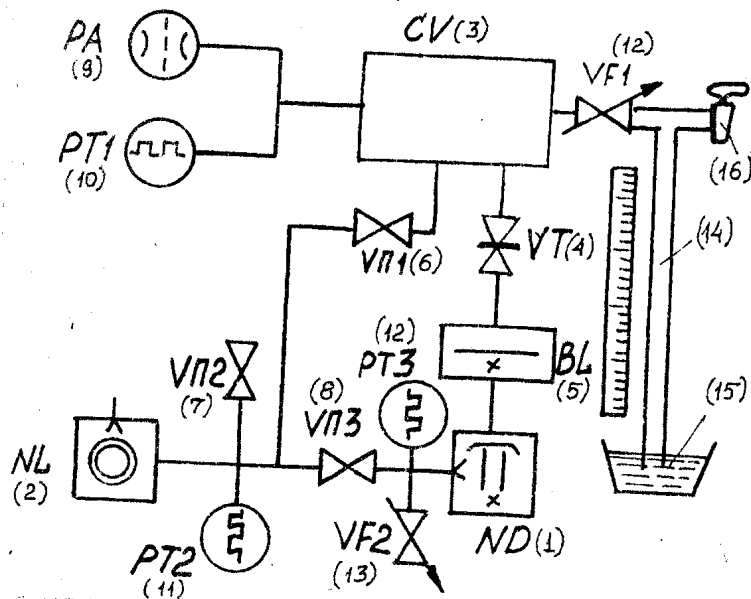 PA
(9)
CV(3)
(12)
VF1
PT1
(10)
(16)
VП1(6)
VT(4)
(14)
(12)
PT3
VП2
(7)
(8)
VП3
BL
(5)
(15)
NL
(2)
PT2
(11)
VF2
(13)
ND(1)